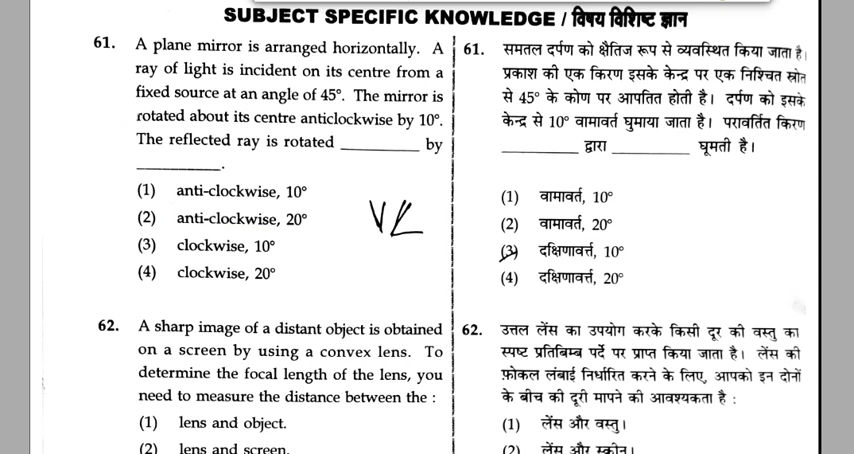 SUBJECT SPECIFIC KNOWLEDGE / विषय विशिष्ट ज्ञान
61. A plane mirror is arranged horizontally. A
ray of light is incident on its centre from a
fixed source at an angle of 45°. The mirror is
rotated about its centre anticlockwise by 10°.
The reflected ray is rotated ________ by
________.
(1) anti-clockwise, 10°
(2) anti-clockwise, 20°
(3) clockwise, 10°
(4) clockwise, 20°
62. A sharp image of a distant object is obtained
on a screen by using a convex lens. To
determine the focal length of the lens, you
need to measure the distance between the :
(1) lens and object.
(2) lens and screen.
61. समतल दर्पण को क्षैतिज रूप से व्यवस्थित किया जाता है।
प्रकाश की एक किरण इसके केन्द्र पर एक निश्चित स्रोत
से 45° के कोण पर आपतित होती है। दर्पण को इसके
केन्द्र से 10° वामावर्त घुमाया जाता है। परावर्तित किरण
________ द्वारा ________ घूमती है।
(1) वामावर्त, 10°
(2) वामावर्त, 20°
(3) दक्षिणावर्त्त, 10°
(4) दक्षिणावर्त्त, 20°
62. उत्तल लेंस का उपयोग करके किसी दूर की वस्तु का
स्पष्ट प्रतिबिम्ब पर्दे पर प्राप्त किया जाता है। लेंस की
फ़ोकल लंबाई निर्धारित करने के लिए, आपको इन दोनों
के बीच की दूरी मापने की आवश्यकता है :
(1) लेंस और वस्तु।
(2) लेंस और स्क्रीन।